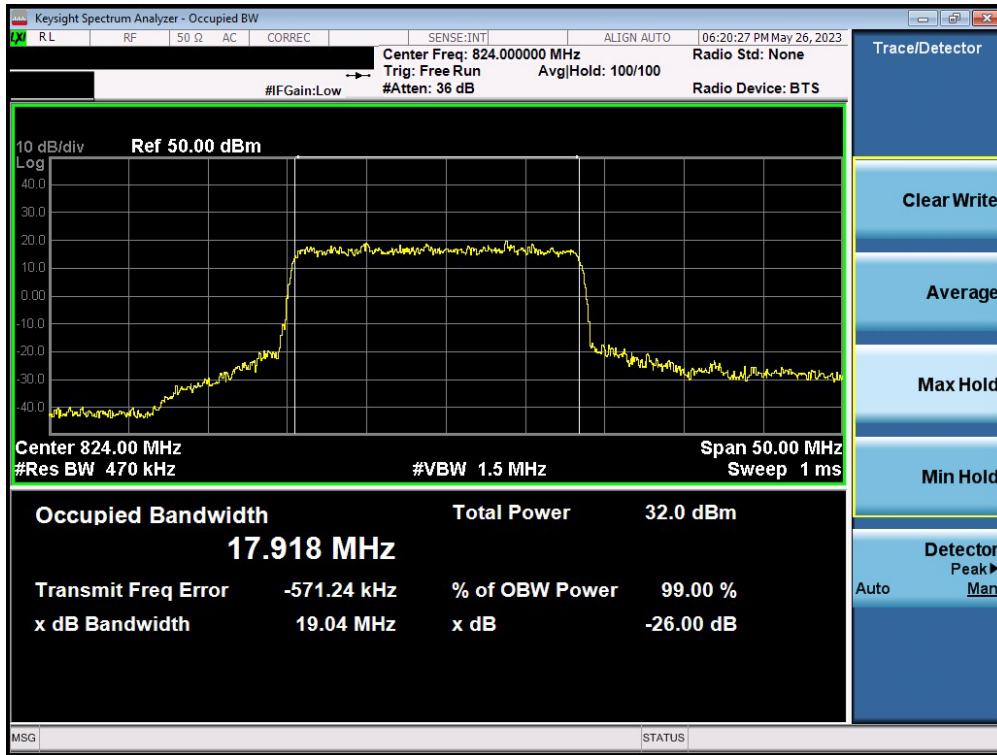 Keysight Spectrum Analyzer - Occupied BW
LXI RL RF 50 Ω AC CORREC SENSE:INT ALIGN AUTO 06:20:27 PM May 26, 2023
Center Freq: 824.000000 MHz Radio Std: None
Trig: Free Run Avg|Hold: 100/100
#IFGain:Low #Atten: 36 dB Radio Device: BTS
10 dB/div Ref 50.00 dBm
Log
40.0
30.0
20.0
10.0
0.00
-10.0
-20.0
-30.0
-40.0
Center 824.00 MHz Span 50.00 MHz
#Res BW 470 kHz #VBW 1.5 MHz Sweep 1 ms
Occupied Bandwidth Total Power 32.0 dBm
17.918 MHz
Transmit Freq Error -571.24 kHz % of OBW Power 99.00 %
x dB Bandwidth 19.04 MHz x dB -26.00 dB
MSG STATUS
Trace/Detector
Clear Write
Average
Max Hold
Min Hold
Detector
Peak▶
Auto Man